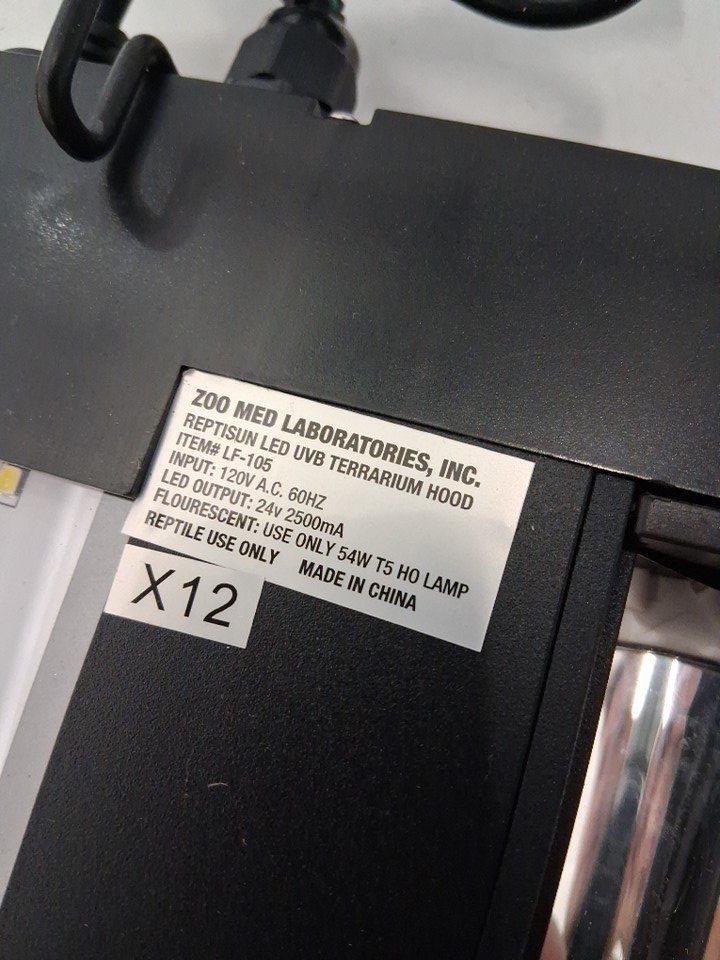 ZOO MED LABORATORIES, INC.
REPTISUN LED UVB TERRARIUM HOOD
ITEM# LF-105
INPUT: 120V A.C. 60HZ
LED OUTPUT: 24v 2500mA
FLOURESCENT: USE ONLY 54W T5 HO LAMP
REPTILE USE ONLY MADE IN CHINA
X12